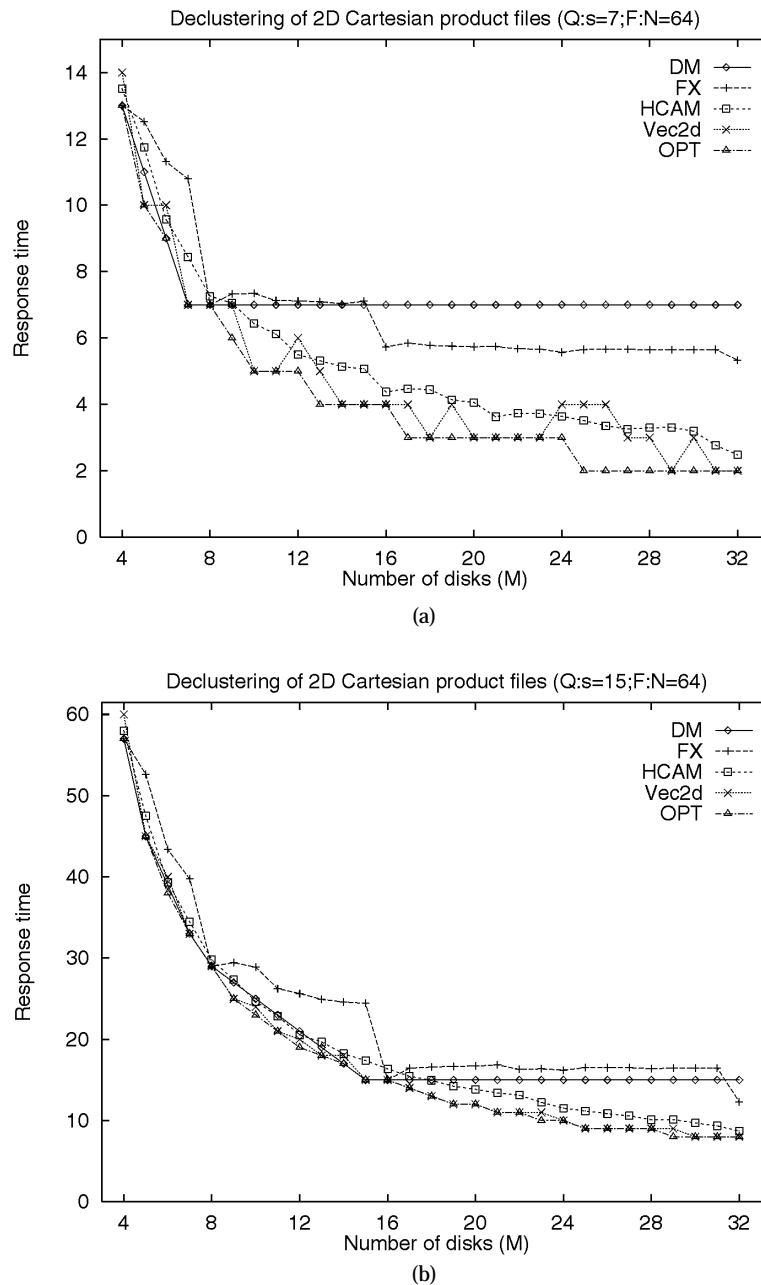 Declustering of 2D Cartesian product files (Q:s=7;F:N=64)
14
12
10
8
6
4
2
0
Response time
DM
FX
HCAM
Vec2d
OPT
4 8 12 16 20 24 28 32
Number of disks (M)
(a)
Declustering of 2D Cartesian product files (Q:s=15;F:N=64)
60
50
40
30
20
10
0
Response time
DM
FX
HCAM
Vec2d
OPT
4 8 12 16 20 24 28 32
Number of disks (M)
(b)